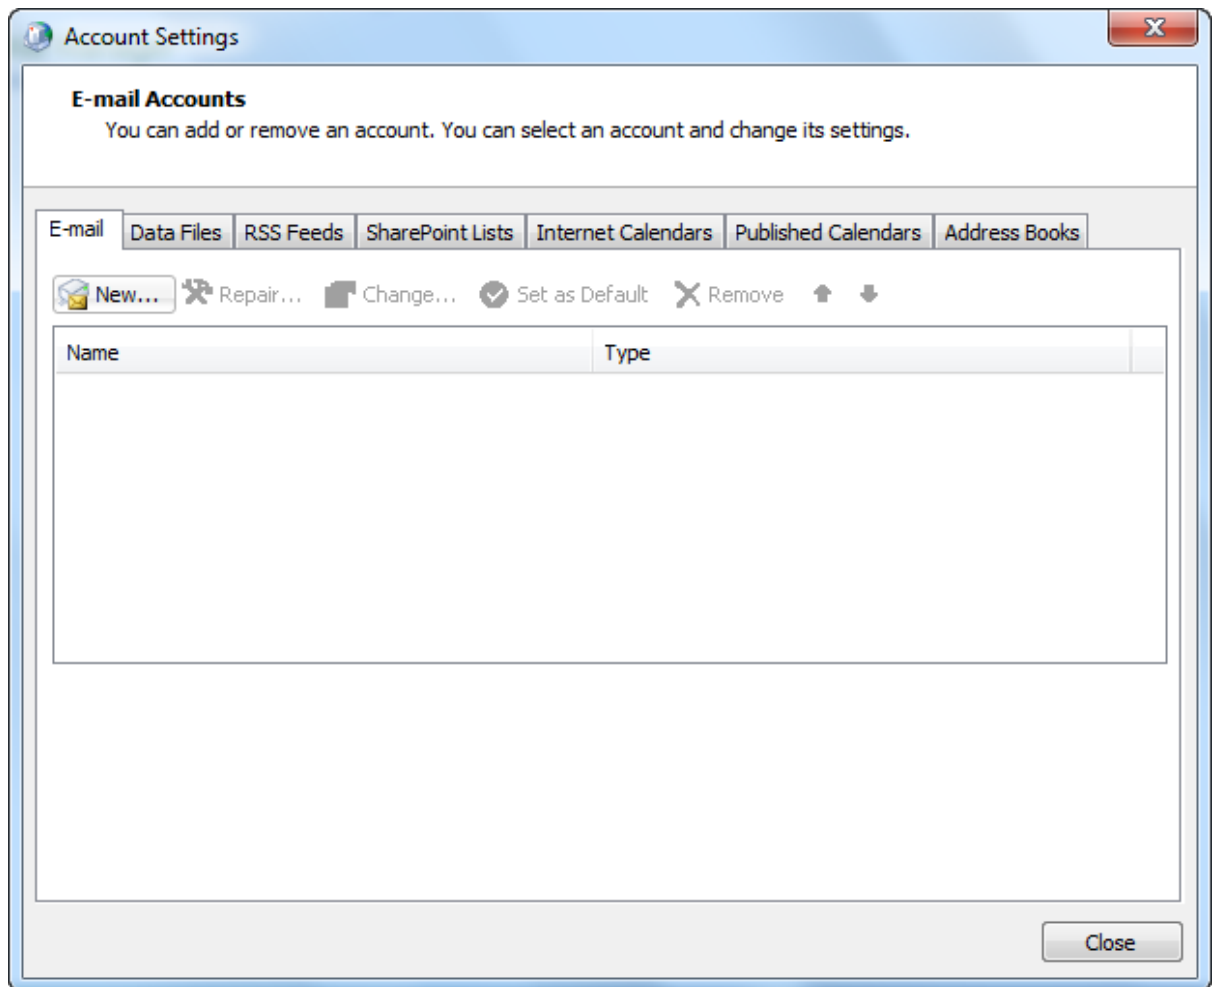 Account Settings
E-mail Accounts
You can add or remove an account. You can select an account and change its settings.
E-mail Data Files RSS Feeds SharePoint Lists Internet Calendars Published Calendars Address Books
New... Repair... Change... Set as Default Remove
Name Type
Close